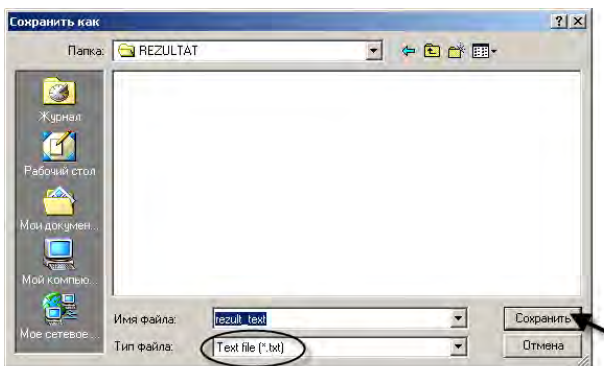 Сохранить как
Папка: REZULTAT
Журнал
Рабочий стол
Мои докумен...
Мой компью...
Мое сетевое ...
Имя файла: rezult_text Сохранить
Тип файла: Text file (*.txt) Отмена